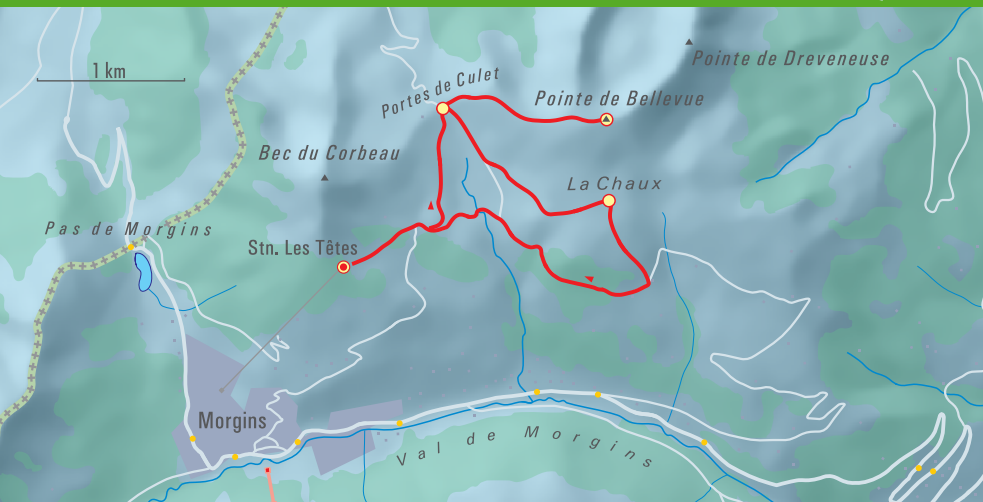 Pointe de Dreveneuse
1 km
Portes de Culet
Pointe de Bellevue
Bec du Corbeau
La Chaux
Pas de Morgins
Stn. Les Têtes
Morgins
Val de Morgins